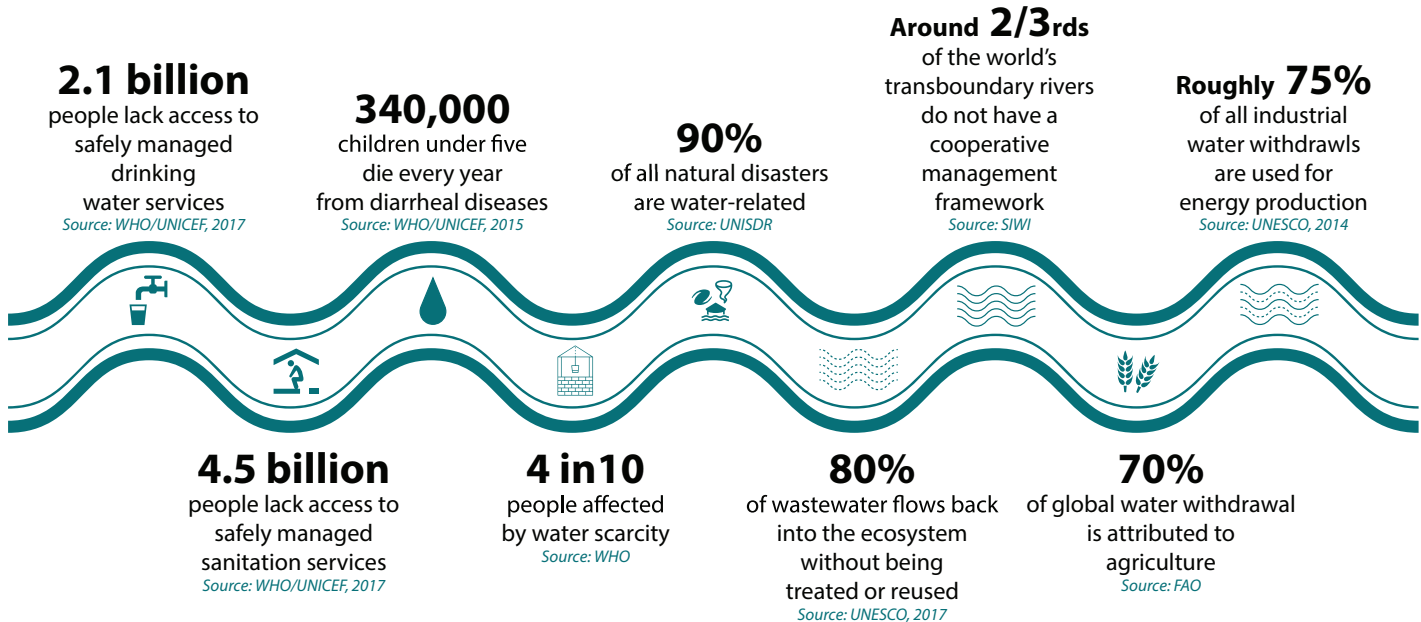 2.1 billion
people lack access to
safely managed
drinking
water services
Source: WHO/UNICEF, 2017
340,000
children under five
die every year
from diarrheal diseases
Source: WHO/UNICEF, 2015
90%
of all natural disasters
are water-related
Source: UNISDR
Around 2/3rds
of the world's
transboundary rivers
do not have a
cooperative
management
framework
Source: SIWI
Roughly 75%
of all industrial
water withdrawls
are used for
energy production
Source: UNESCO, 2014
4.5 billion
people lack access to
safely managed
sanitation services
Source: WHO/UNICEF, 2017
4 in10
people affected
by water scarcity
Source: WHO
80%
of wastewater flows back
into the ecosystem
without being
treated or reused
Source: UNESCO, 2017
70%
of global water withdrawal
is attributed to
agriculture
Source: FAO